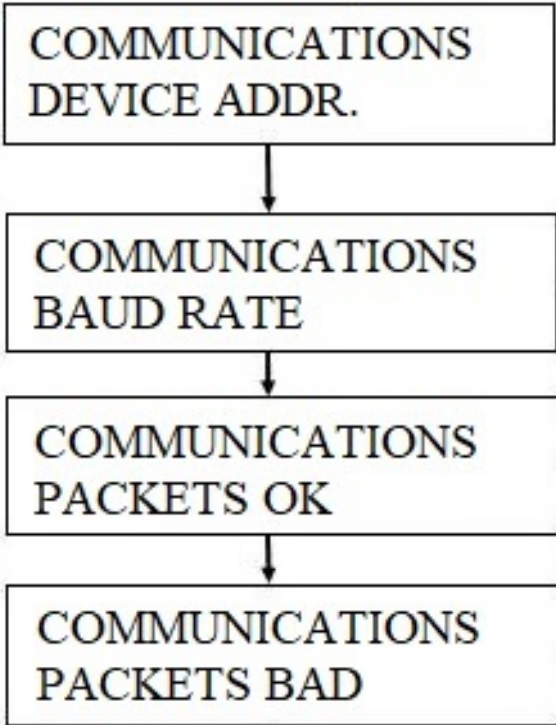 COMMUNICATIONS
DEVICE ADDR.
COMMUNICATIONS
BAUD RATE
COMMUNICATIONS
PACKETS OK
COMMUNICATIONS
PACKETS BAD